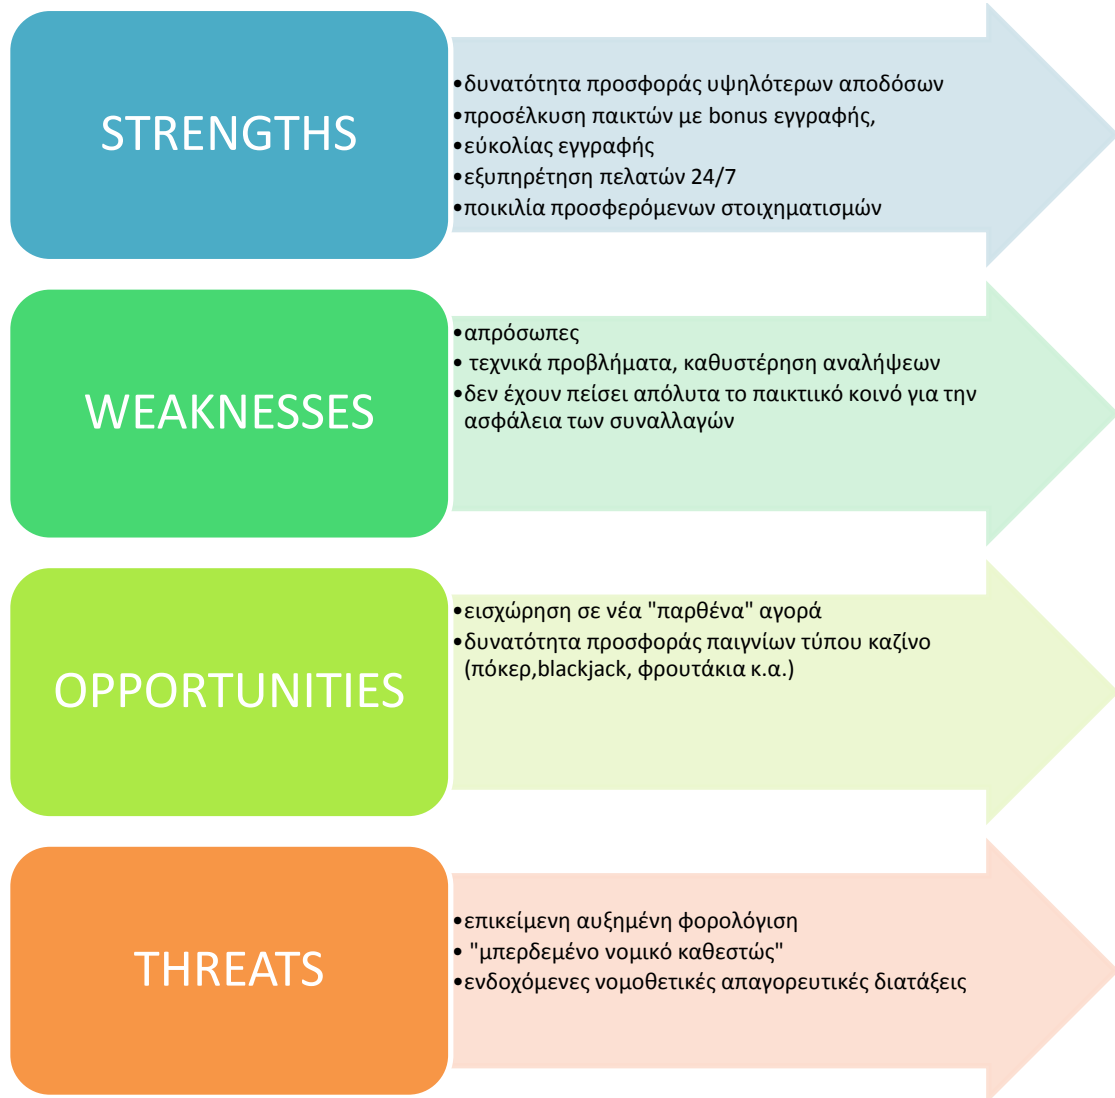 STRENGTHS
•δυνατότητα προσφοράς υψηλότερων αποδόσων
•προσέλκυση παικτών με bonus εγγραφής,
•εύκολίας εγγραφής
•εξυπηρέτηση πελατών 24/7
•ποικιλία προσφερόμενων στοιχηματισμών
WEAKNESSES
•απρόσωπες
• τεχνικά προβλήματα, καθυστέρηση αναλήψεων
•δεν έχουν πείσει απόλυτα το παικτιικό κοινό για την
ασφάλεια των συναλλαγών
OPPORTUNITIES
•εισχώρηση σε νέα "παρθένα" αγορά
•δυνατότητα προσφοράς παιγνίων τύπου καζίνο
(πόκερ,blackjack, φρουτάκια κ.α.)
THREATS
•επικείμενη αυξημένη φορολόγιση
• "μπερδεμένο νομικό καθεστώς"
•ενδοχόμενες νομοθετικές απαγορευτικές διατάξεις